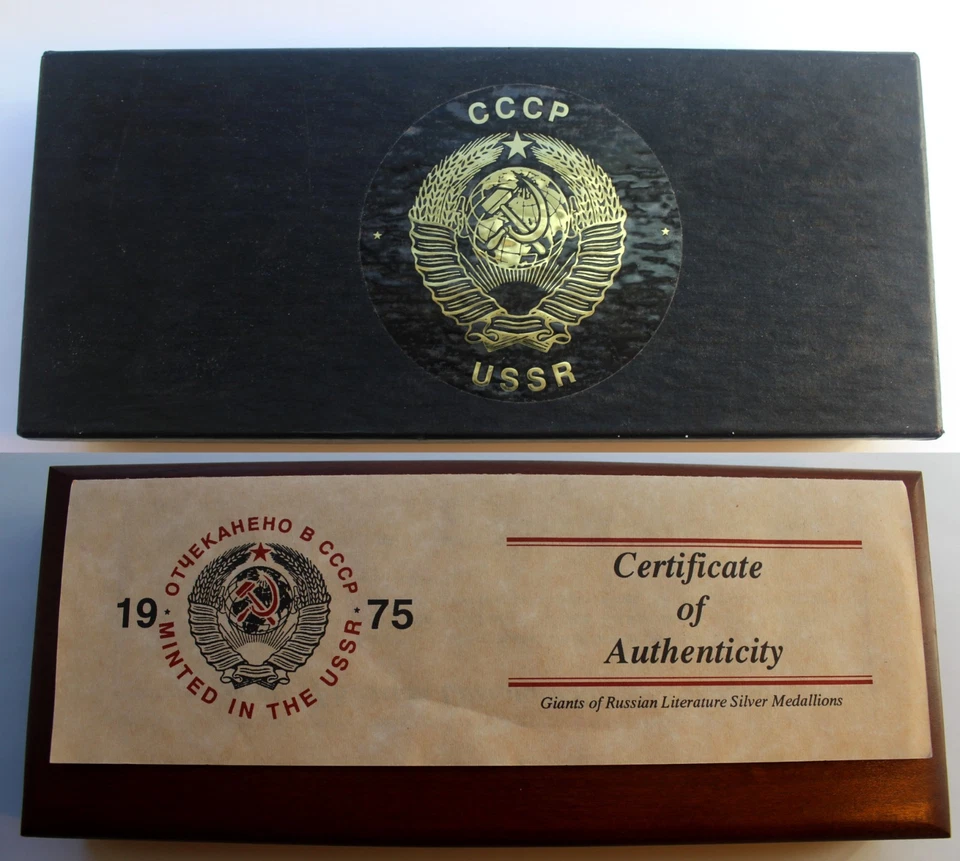 СССР
USSR
ОТЧЕКАНЕНО В СССР
19 75
MINTED IN THE USSR
Certificate
of
Authenticity
Giants of Russian Literature Silver Medallions